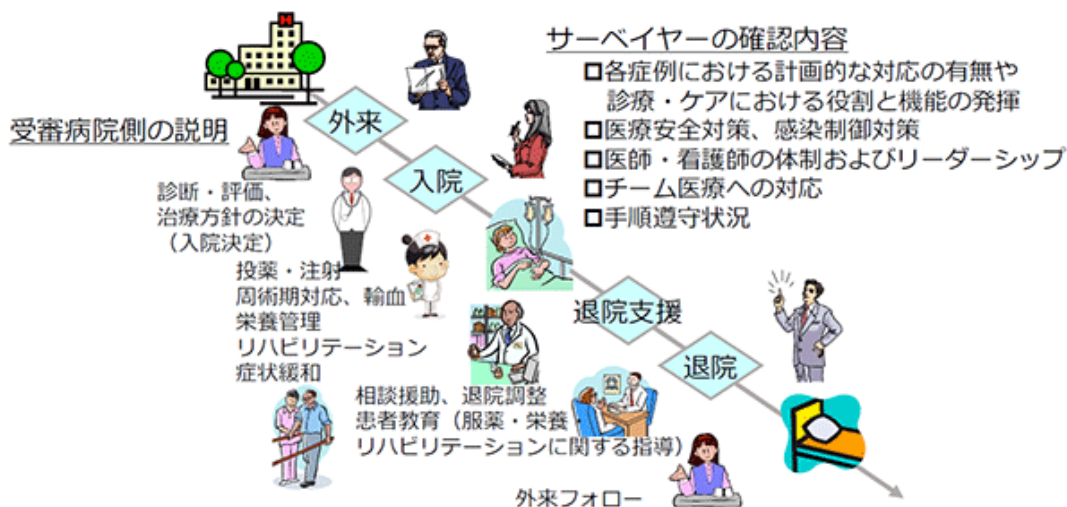 サーベイヤーの確認内容
各症例における計画的な対応の有無や
診療・ケアにおける役割と機能の発揮
医療安全対策、感染制御対策
医師・看護師の体制およびリーダーシップ
チーム医療への対応
手順遵守状況
受審病院側の説明
H
外来
入院
診断・評価、
治療方針の決定
（入院決定）
投薬・注射
周術期対応、輸血
栄養管理
リハビリテーション
症状緩和
退院支援
退院
相談援助、退院調整
患者教育（服薬・栄養・
リハビリテーションに関する指導）
外来フォロー